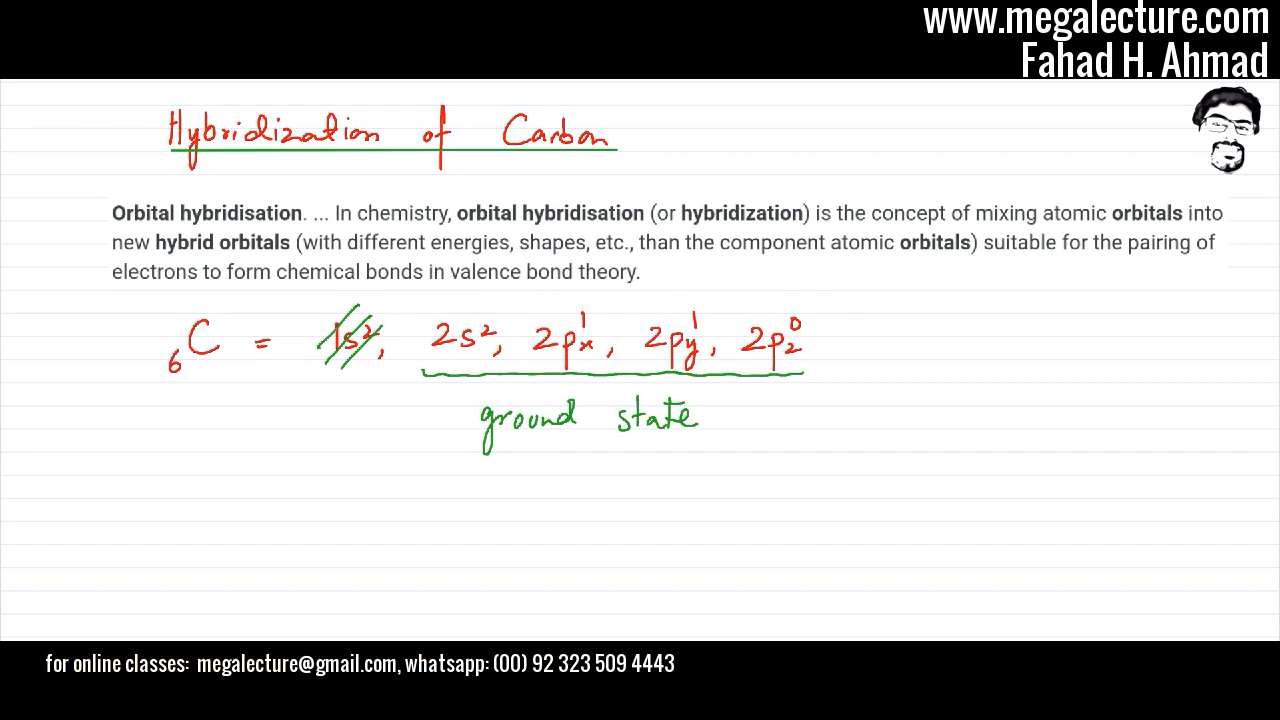 www.megalecture.com
Fahad H. Ahmad
Hybridization of Carbon
Orbital hybridisation. ... In chemistry, orbital hybridisation (or hybridization) is the concept of mixing atomic orbitals into
new hybrid orbitals (with different energies, shapes, etc., than the component atomic orbitals) suitable for the pairing of
electrons to form chemical bonds in valence bond theory.
₆C = 1s², 2s², 2pₓ¹, 2py¹, 2pz⁰
ground state
for online classes: megalecture@gmail.com, whatsapp: (00) 92 323 509 4443